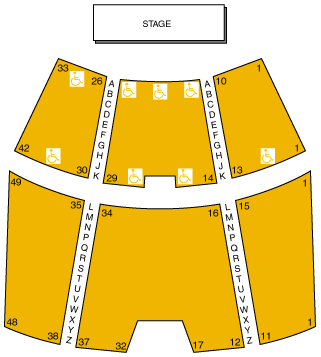 STAGE
33 26 10 1
A A
B B
C C
D D
E E
F F
G G
H H
J J
K K
42 30 29 14 13 1
49 35 34 16 15 1
L L
M M
N N
P P
Q Q
R R
S S
T T
U U
V V
W W
X X
Y Y
Z Z
48 38 37 32 17 12 11 1